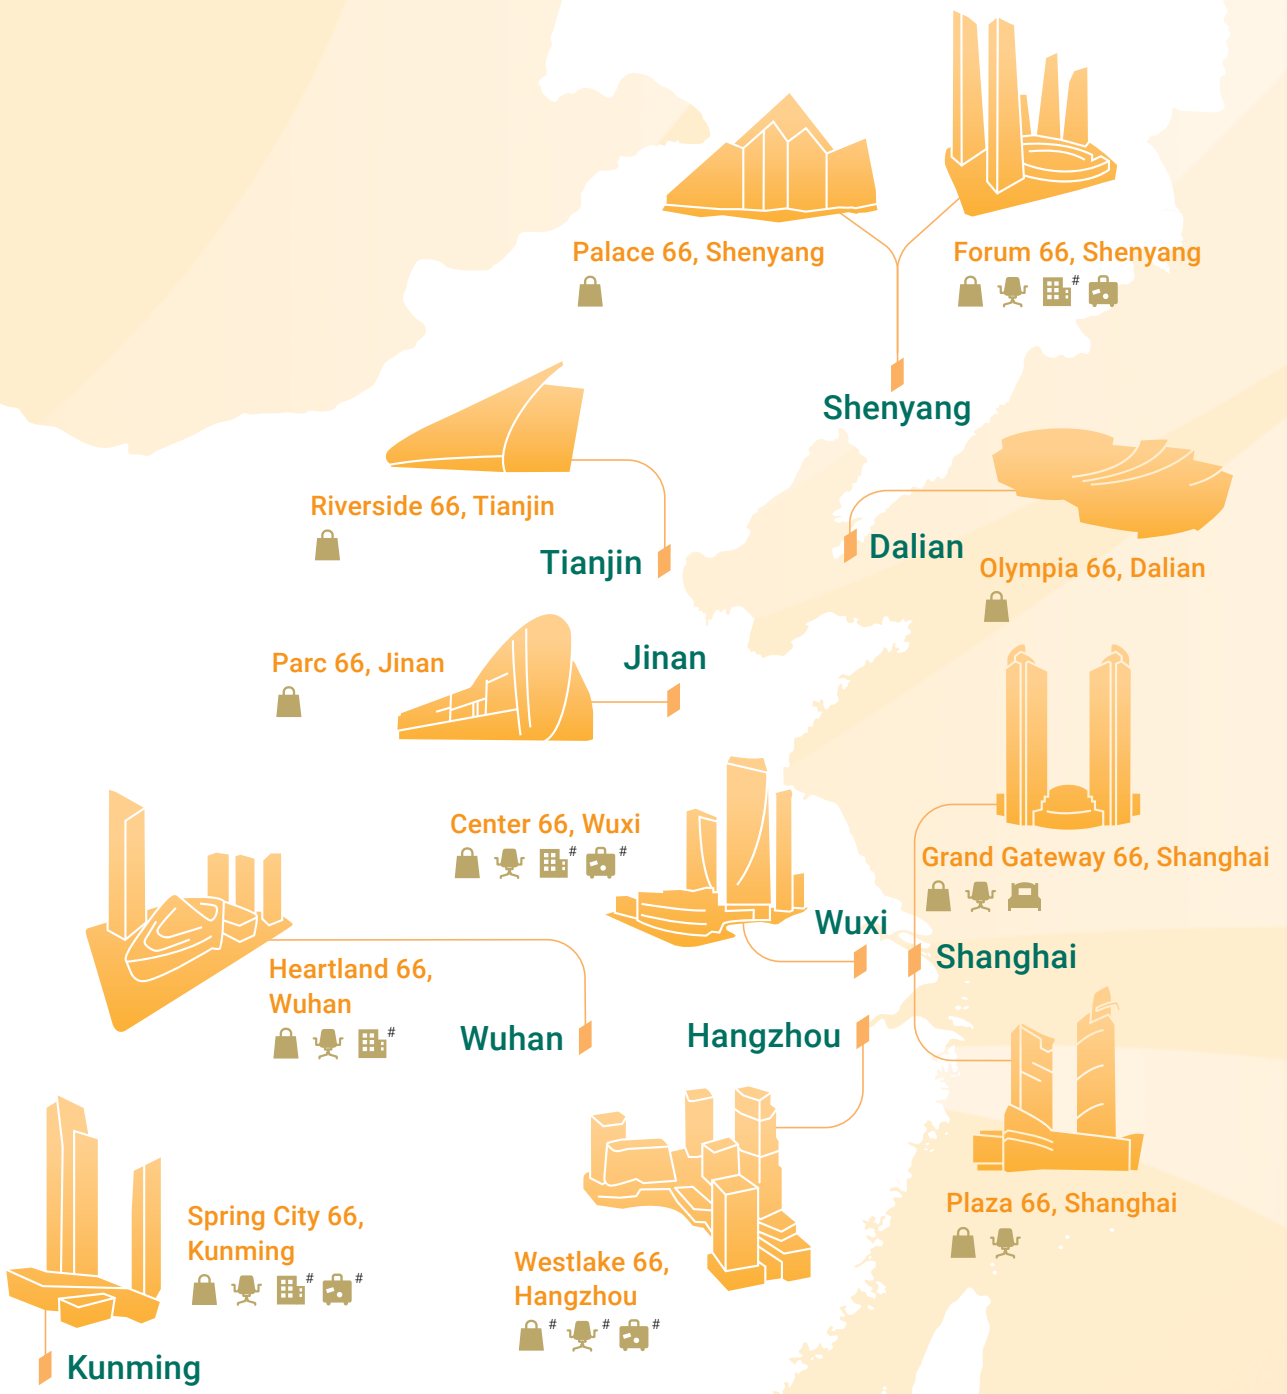 Palace 66, Shenyang
Forum 66, Shenyang
#
Shenyang
Riverside 66, Tianjin
Tianjin
Dalian
Olympia 66, Dalian
Parc 66, Jinan
Jinan
Center 66, Wuxi
# #
Grand Gateway 66, Shanghai
Wuxi
Shanghai
Heartland 66,
Wuhan
#
Wuhan
Hangzhou
Plaza 66, Shanghai
Spring City 66,
Kunming
# #
Westlake 66,
Hangzhou
# # #
Kunming